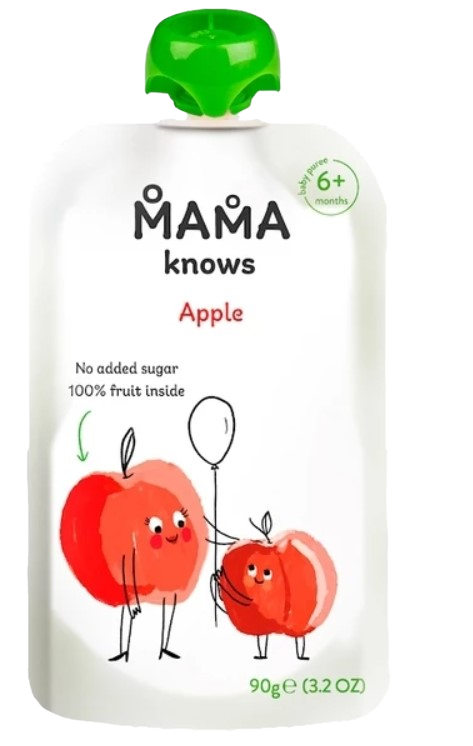 baby puree
6+
months
MAMA
knows
Apple
No added sugar
100% fruit inside
90g℮ (3.2 OZ)